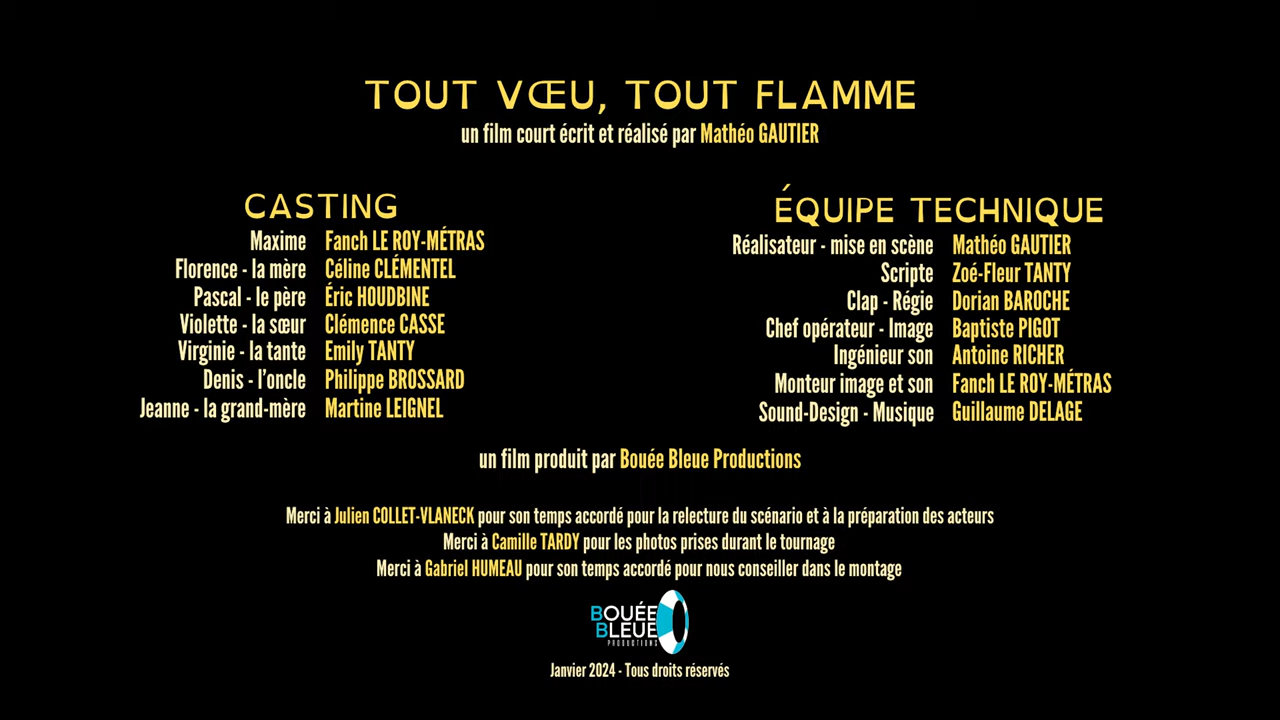 TOUT VŒU, TOUT FLAMME
un film court écrit et réalisé par Mathéo GAUTIER
CASTING
Maxime Fanch LE ROY-MÉTRAS
Florence - la mère Céline CLÉMENTEL
Pascal - le père Éric HOUDBINE
Violette - la sœur Clémence CASSE
Virginie - la tante Emily TANTY
Denis - l'oncle Philippe BROSSARD
Jeanne - la grand-mère Martine LEIGNEL
ÉQUIPE TECHNIQUE
Réalisateur - mise en scène Mathéo GAUTIER
Scripte Zoé-Fleur TANTY
Clap - Régie Dorian BAROCHE
Chef opérateur - Image Baptiste PIGOT
Ingénieur son Antoine RICHER
Monteur image et son Fanch LE ROY-MÉTRAS
Sound-Design - Musique Guillaume DELAGE
un film produit par Bouée Bleue Productions
Merci à Julien COLLET-VLANECK pour son temps accordé pour la relecture du scénario et à la préparation des acteurs
Merci à Camille TARDY pour les photos prises durant le tournage
Merci à Gabriel HUMEAU pour son temps accordé pour nous conseiller dans le montage
BOUÉE
BLEUE
PRODUCTIONS
Janvier 2024 - Tous droits réservés